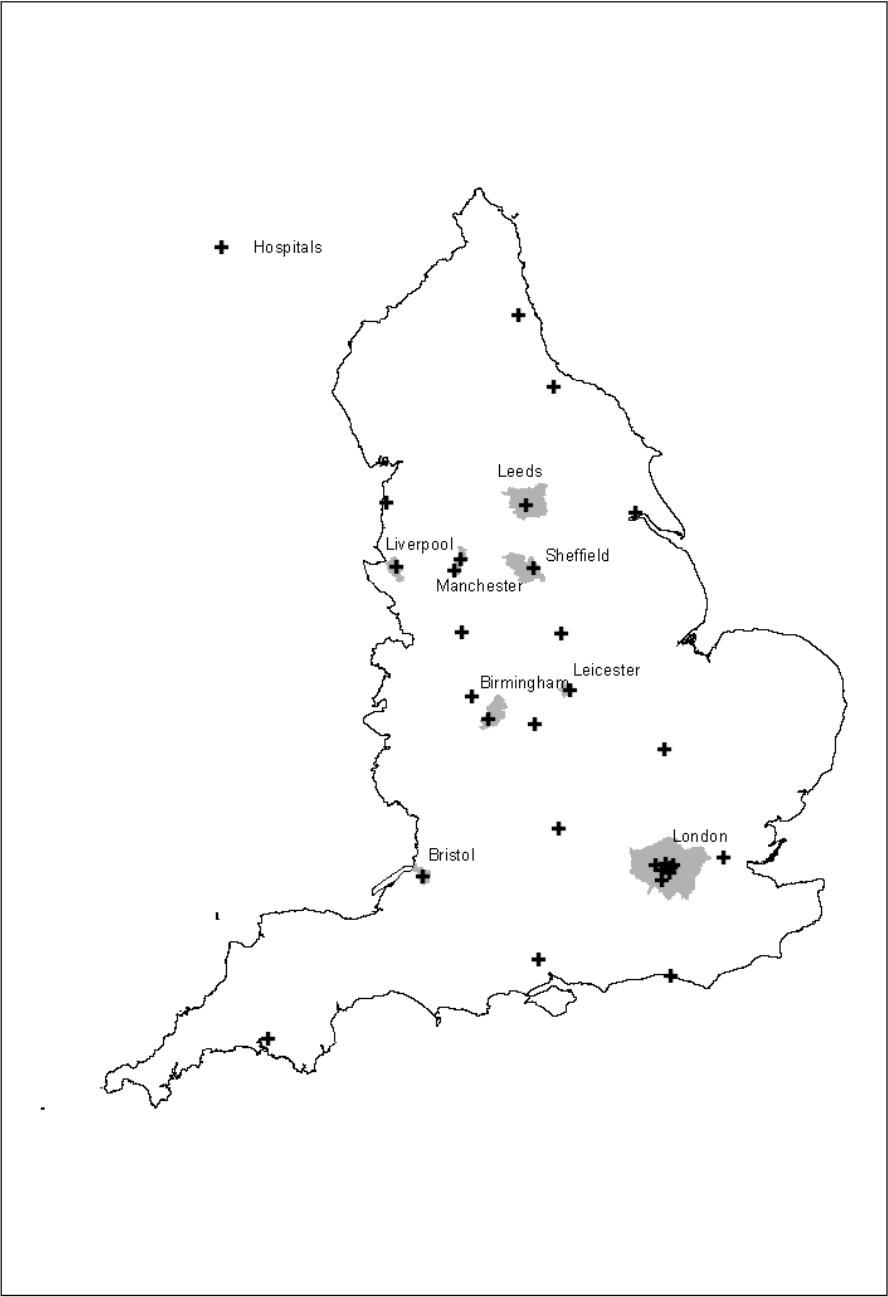 Hospitals
Leeds
Liverpool
Sheffield
Manchester
Leicester
Birmingham
London
Bristol